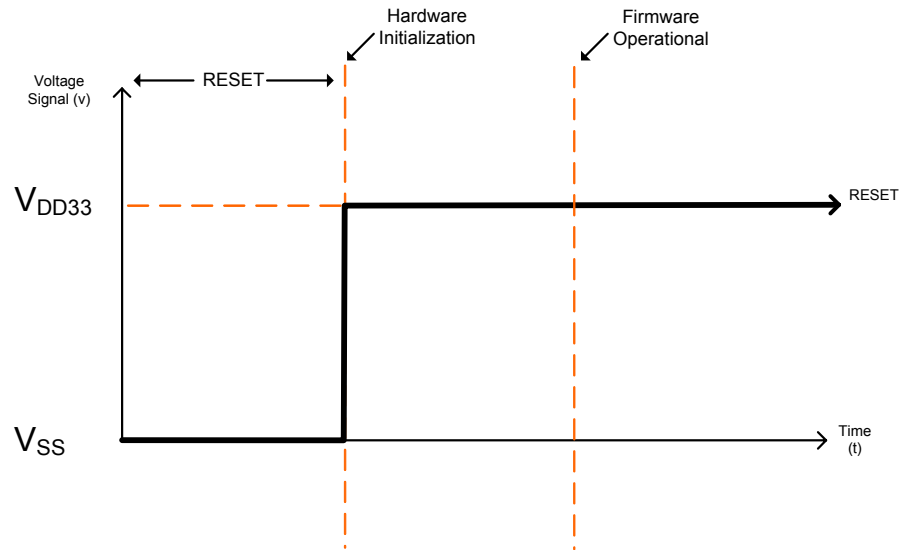 Hardware
Initialization
Firmware
Operational
Voltage
Signal (v)
RESET
VDD33
RESET
VSS
Time
(t)